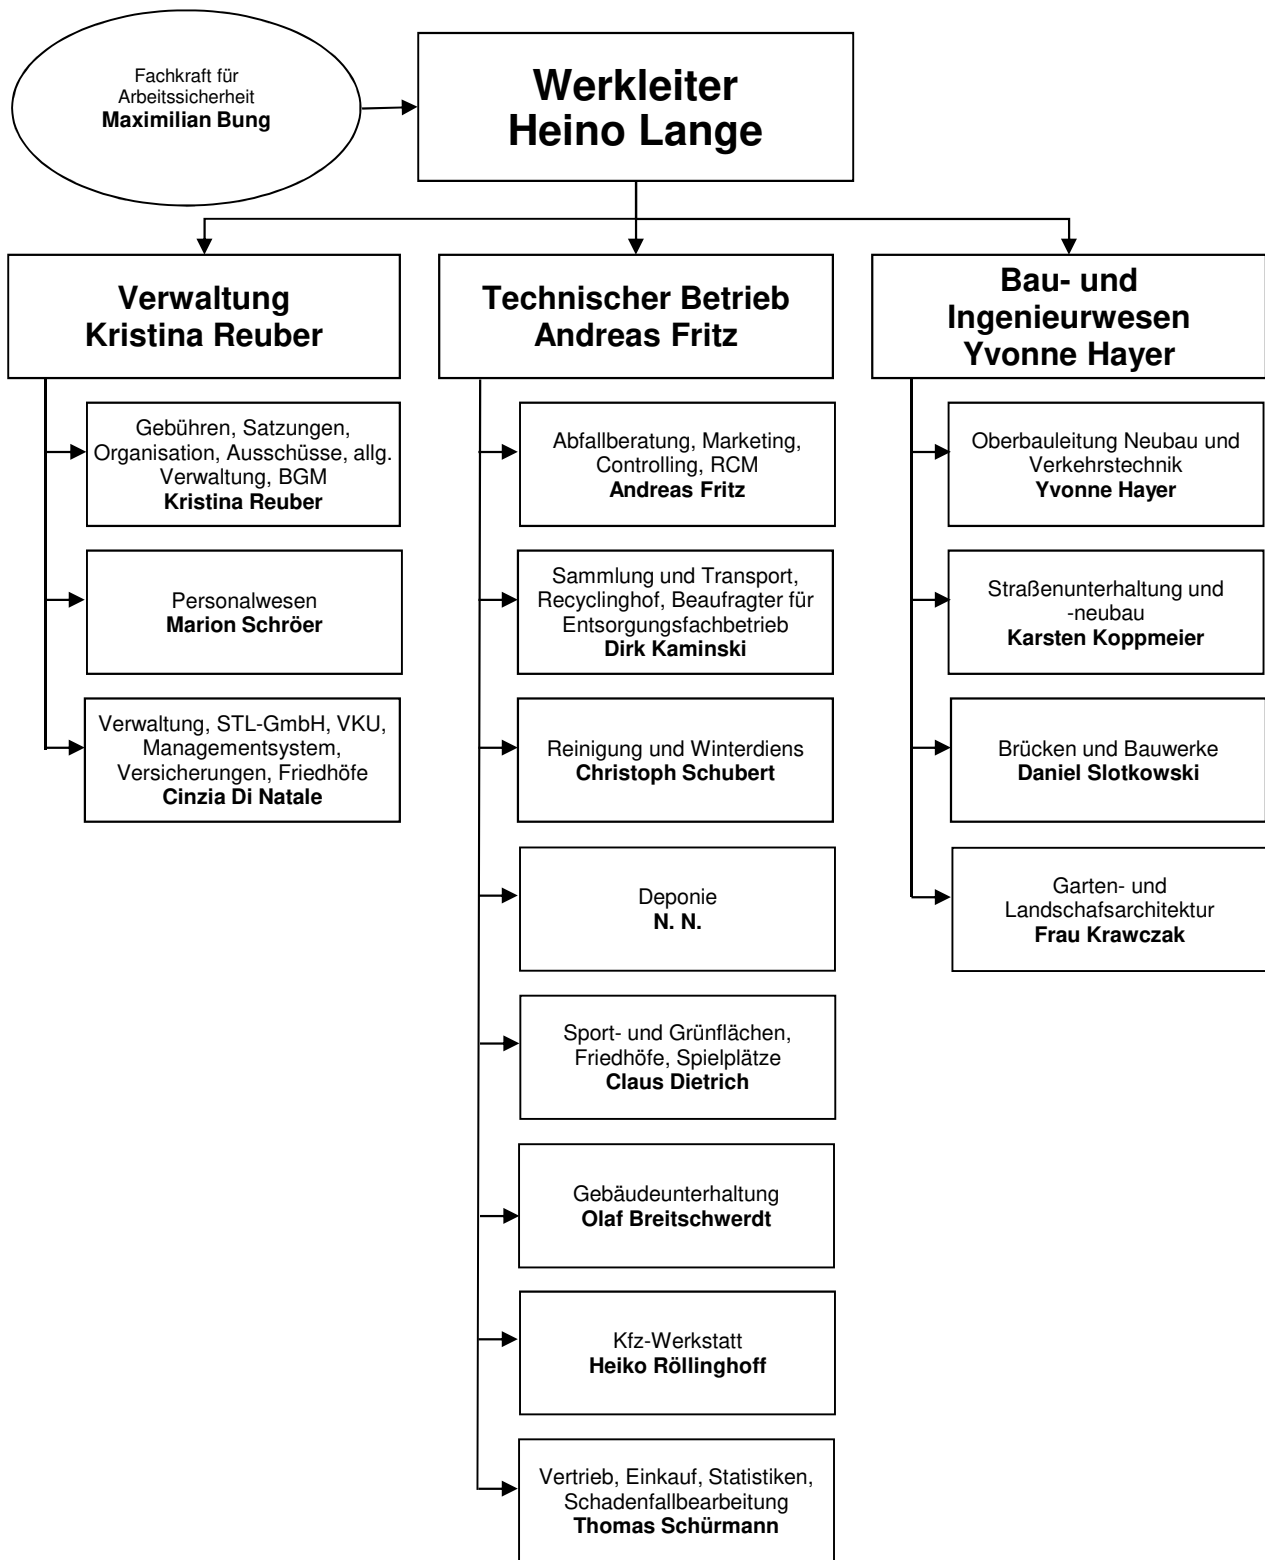 Fachkraft für
Arbeitssicherheit
Maximilian Bung
Werkleiter
Heino Lange
Verwaltung
Kristina Reuber
Gebühren, Satzungen,
Organisation, Ausschüsse, allg.
Verwaltung, BGM
Kristina Reuber
Personalwesen
Marion Schröer
Verwaltung, STL-GmbH, VKU,
Managementsystem,
Versicherungen, Friedhöfe
Cinzia Di Natale
Technischer Betrieb
Andreas Fritz
Abfallberatung, Marketing,
Controlling, RCM
Andreas Fritz
Sammlung und Transport,
Recyclinghof, Beaufragter für
Entsorgungsfachbetrieb
Dirk Kaminski
Reinigung und Winterdiens
Christoph Schubert
Deponie
N. N.
Sport- und Grünflächen,
Friedhöfe, Spielplätze
Claus Dietrich
Gebäudeunterhaltung
Olaf Breitschwerdt
Kfz-Werkstatt
Heiko Röllinghoff
Vertrieb, Einkauf, Statistiken,
Schadenfallbearbeitung
Thomas Schürmann
Bau- und
Ingenieurwesen
Yvonne Hayer
Oberbauleitung Neubau und
Verkehrstechnik
Yvonne Hayer
Straßenunterhaltung und
-neubau
Karsten Koppmeier
Brücken und Bauwerke
Daniel Slotkowski
Garten- und
Landschafsarchitektur
Frau Krawczak